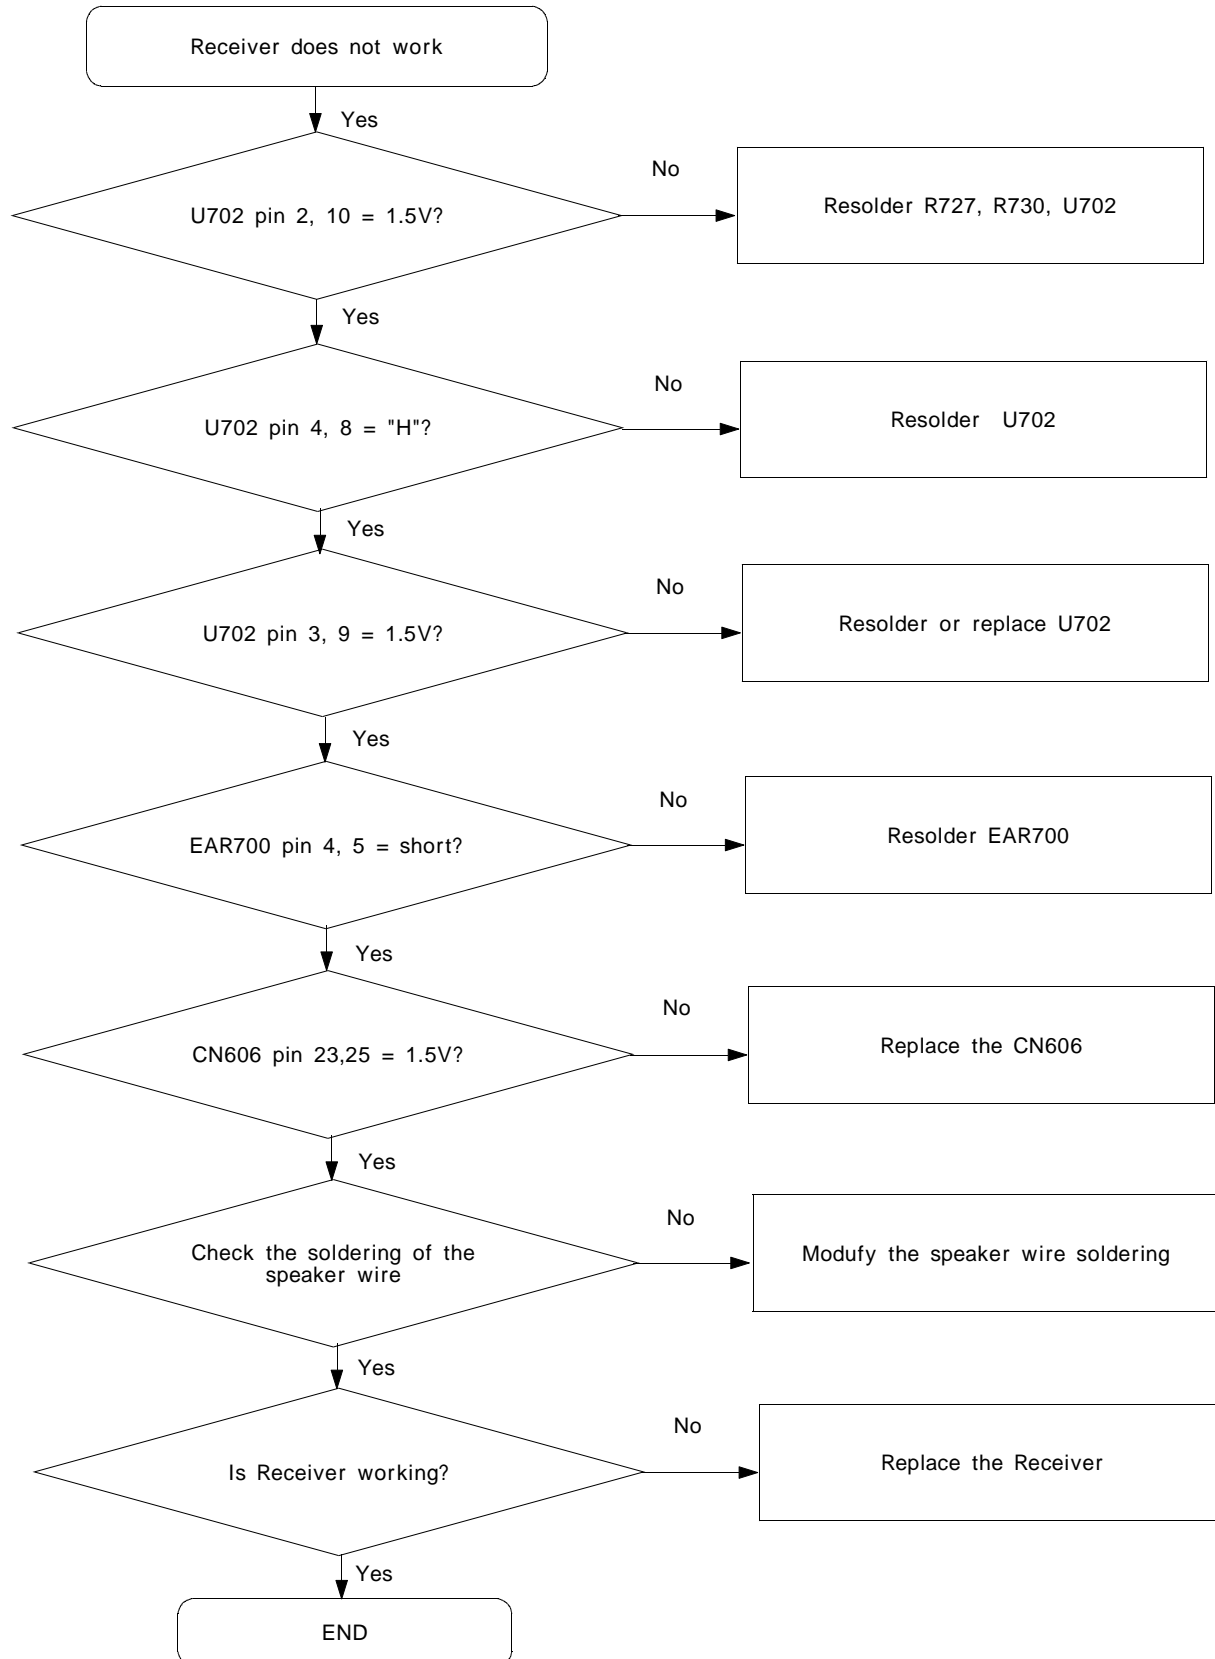 Receiver does not work
Yes
No
U702 pin 2, 10 = 1.5V?
Resolder R727, R730, U702
Yes
No
U702 pin 4, 8 = "H"?
Resolder U702
Yes
No
U702 pin 3, 9 = 1.5V?
Resolder or replace U702
Yes
No
EAR700 pin 4, 5 = short?
Resolder EAR700
Yes
No
CN606 pin 23,25 = 1.5V?
Replace the CN606
Yes
No
Check the soldering of the
speaker wire
Modufy the speaker wire soldering
Yes
No
Is Receiver working?
Replace the Receiver
Yes
END